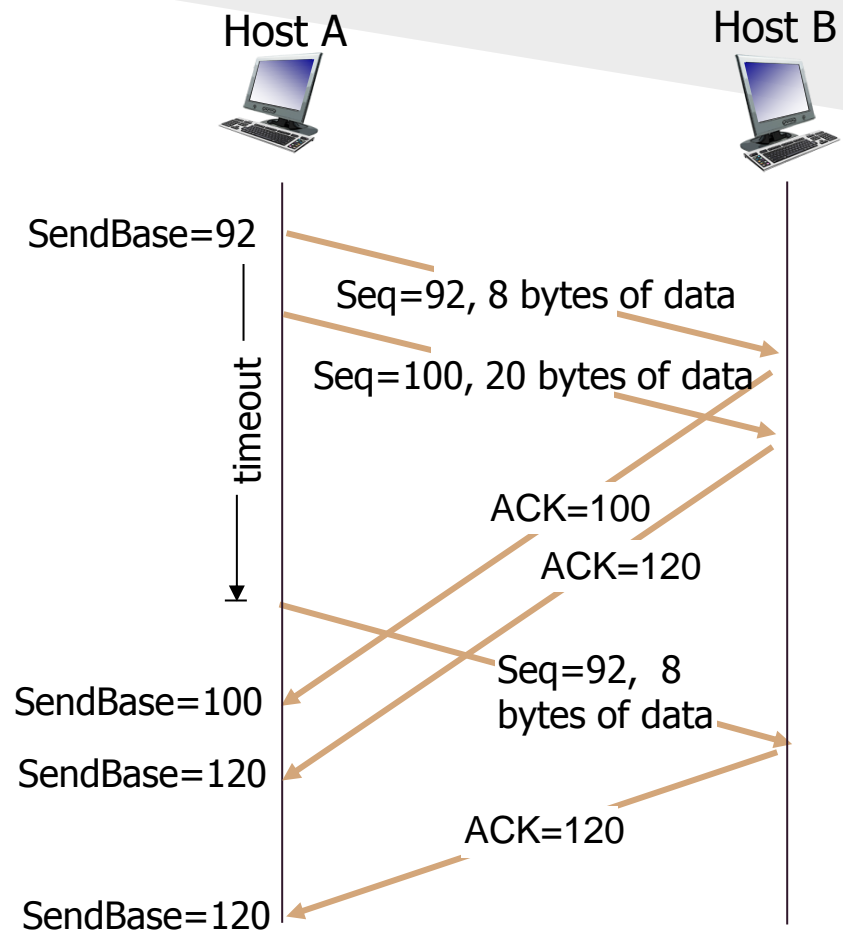 Host A
Host B
SendBase=92
Seq=92, 8 bytes of data
Seq=100, 20 bytes of data
timeout
ACK=100
ACK=120
Seq=92, 8
bytes of data
SendBase=100
SendBase=120
ACK=120
SendBase=120